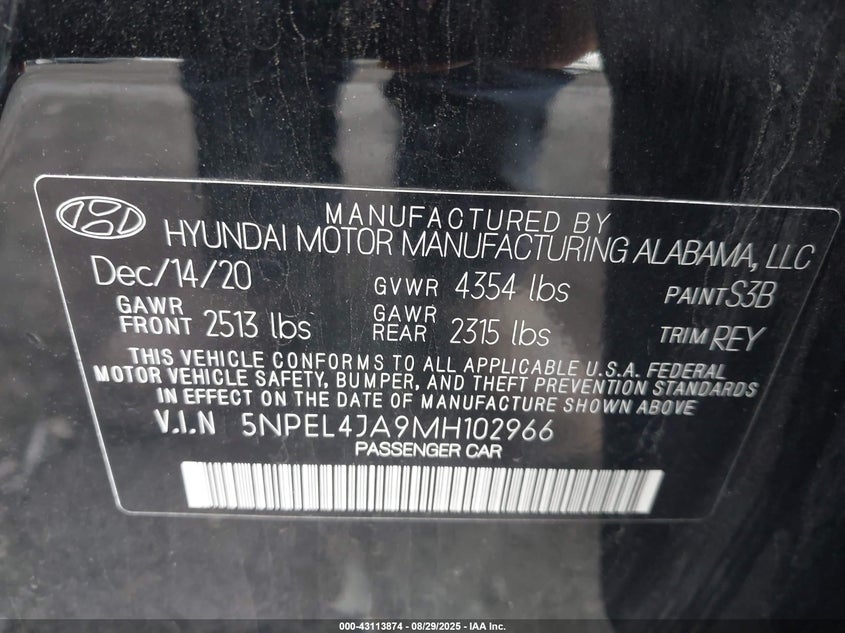 MANUFACTURED BY
HYUNDAI MOTOR MANUFACTURING ALABAMA, LLC
Dec/14/20 GVWR 4354 lbs PAINT S3B
GAWR FRONT 2513 lbs GAWR REAR 2315 lbs TRIM REY
THIS VEHICLE CONFORMS TO ALL APPLICABLE U.S.A. FEDERAL
MOTOR VEHICLE SAFETY, BUMPER, AND THEFT PREVENTION STANDARDS
IN EFFECT ON THE DATE OF MANUFACTURE SHOWN ABOVE
V.I.N 5NPEL4JA9MH102966
PASSENGER CAR
000-43113874 - 08/29/2025 - IAA Inc.